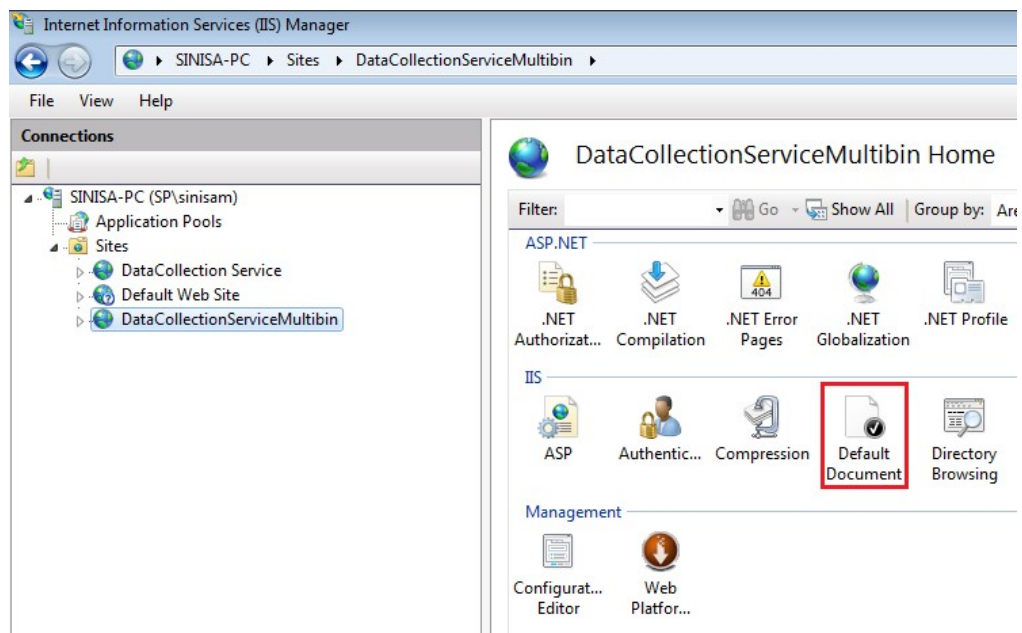 Internet Information Services (IIS) Manager
SINISA-PC Sites DataCollectionServiceMultibin
File View Help
Connections
SINISA-PC (SP\sinisam)
Application Pools
Sites
DataCollection Service
Default Web Site
DataCollectionServiceMultibin
DataCollectionServiceMultibin Home
Filter: Go Show All Group by: Are
ASP.NET
.NET Authorizat...
.NET Compilation
404
.NET Error Pages
.NET Globalization
.NET Profile
IIS
ASP
Authentic...
Compression
Default Document
Directory Browsing
Management
Configurat... Editor
Web Platfor...